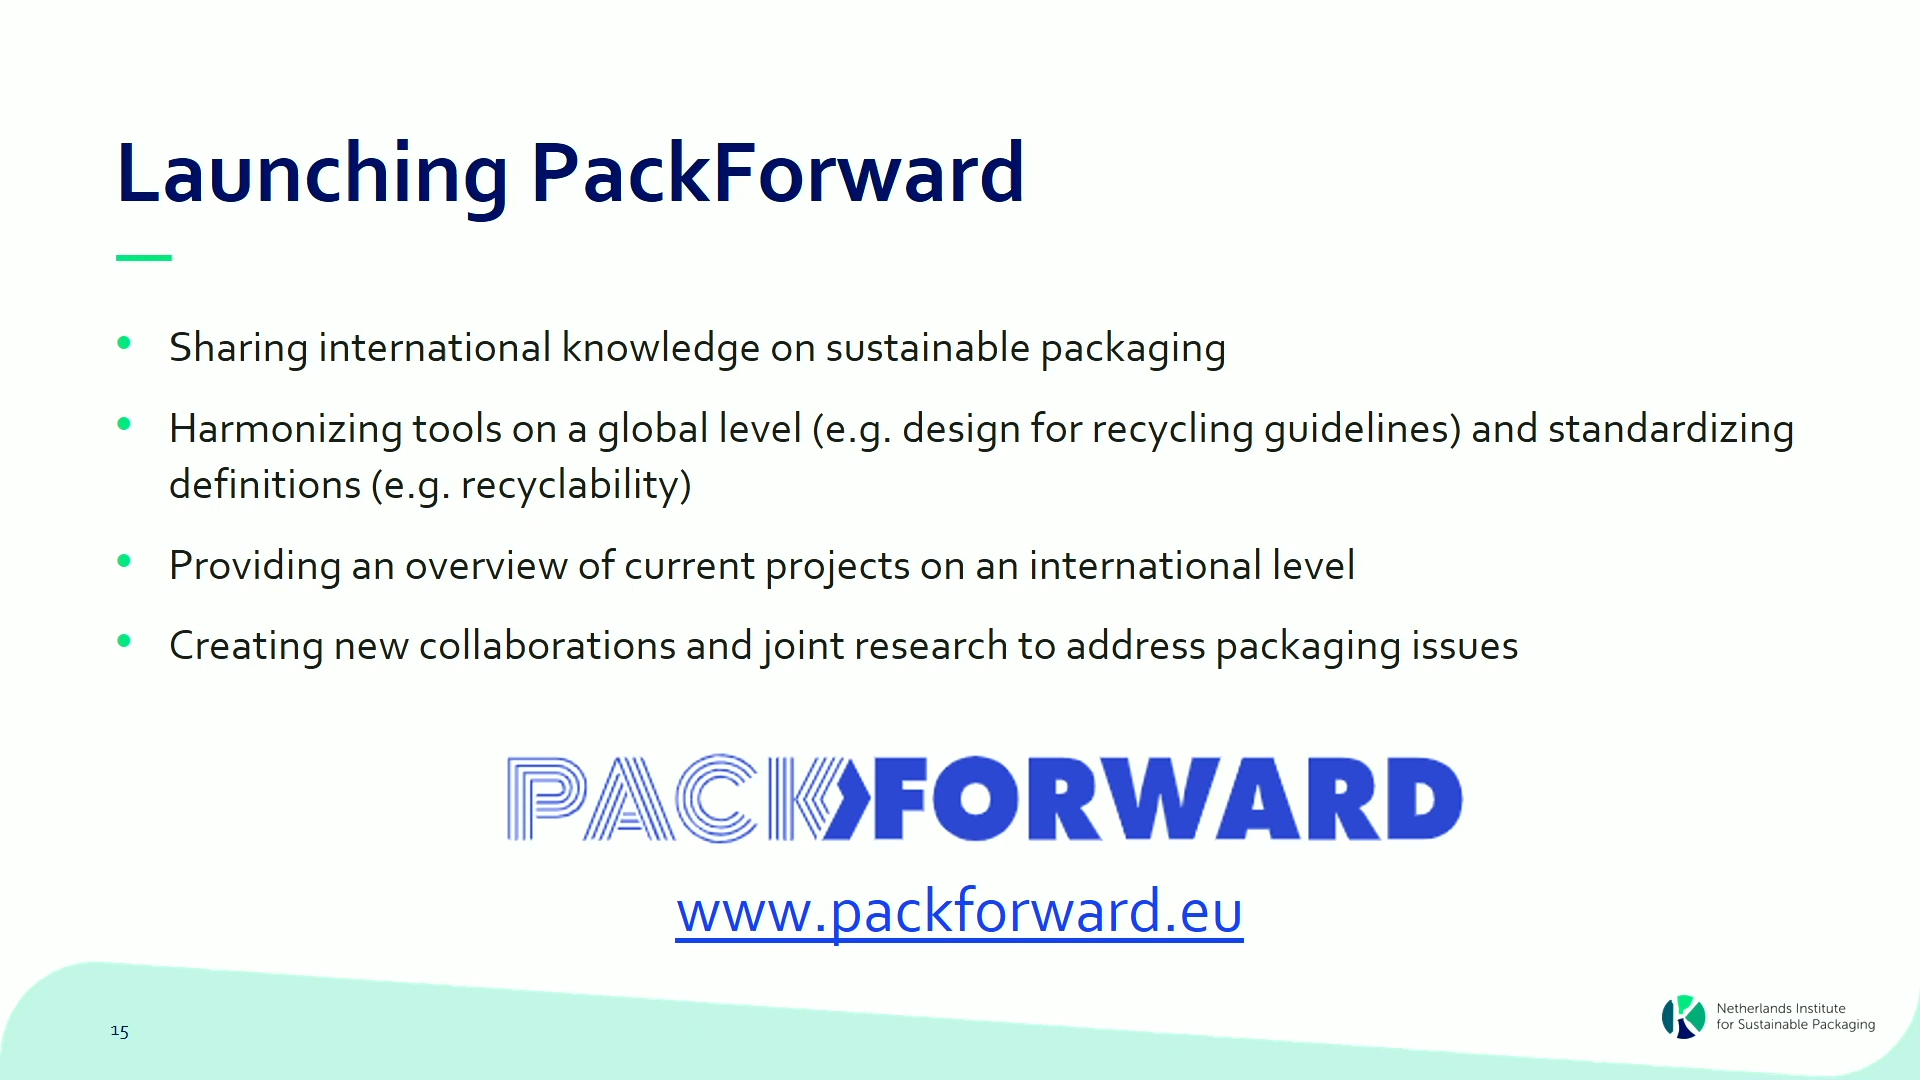 Launching PackForward
• Sharing international knowledge on sustainable packaging
• Harmonizing tools on a global level (e.g. design for recycling guidelines) and standardizing
definitions (e.g. recyclability)
• Providing an overview of current projects on an international level
• Creating new collaborations and joint research to address packaging issues
PACKFORWARD
www.packforward.eu
15
Netherlands Institute
for Sustainable Packaging